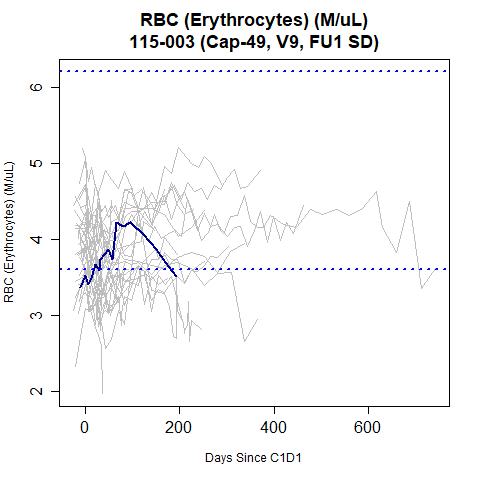 RBC (Erythrocytes) (M/uL)
115-003 (Cap-49, V9, FU1 SD)
RBC (Erythrocytes) (M/uL)
6
5
4
3
2
0 200 400 600
Days Since C1D1